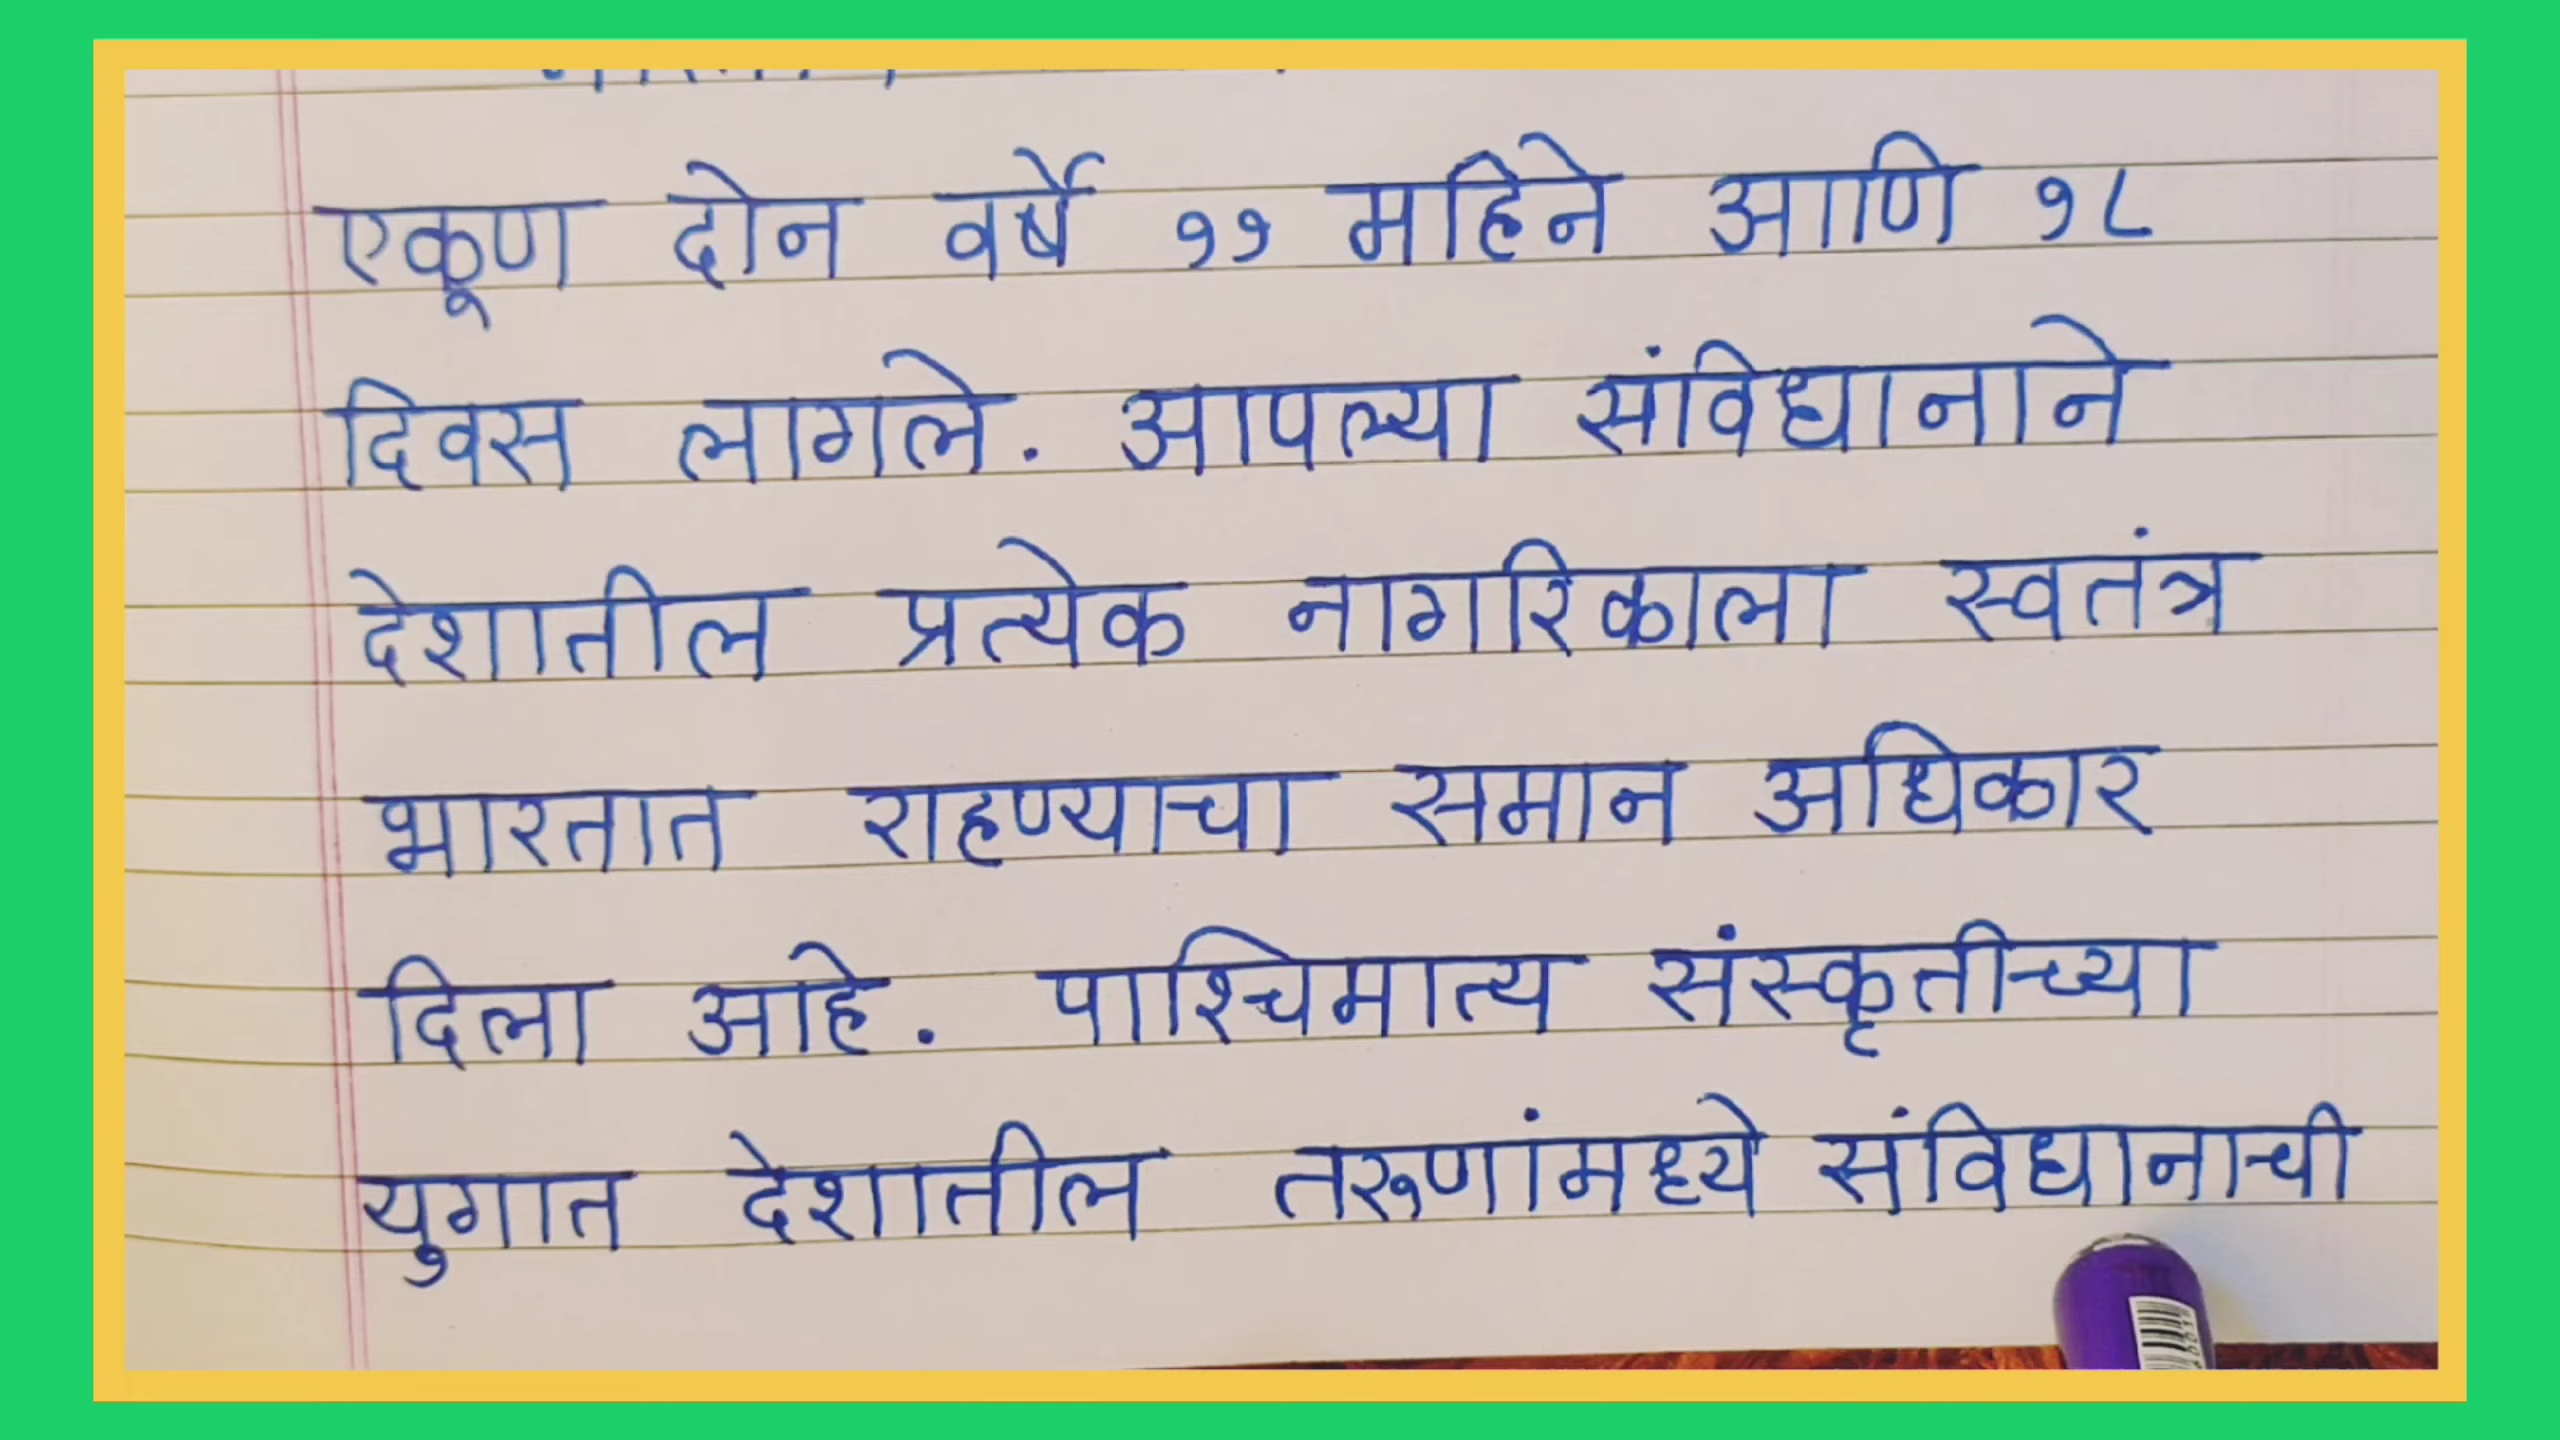 एकूण दोन वर्षे ११ महिने आणि १८
दिवस लागले. आपल्या संविधानाने
देशातील प्रत्येक नागरिकाला स्वतंत्र
भारतात राहण्याचा समान अधिकार
दिला आहे. पाश्चिमात्य संस्कृतीच्या
युगात देशातील तरूणांमध्ये संविधानाची